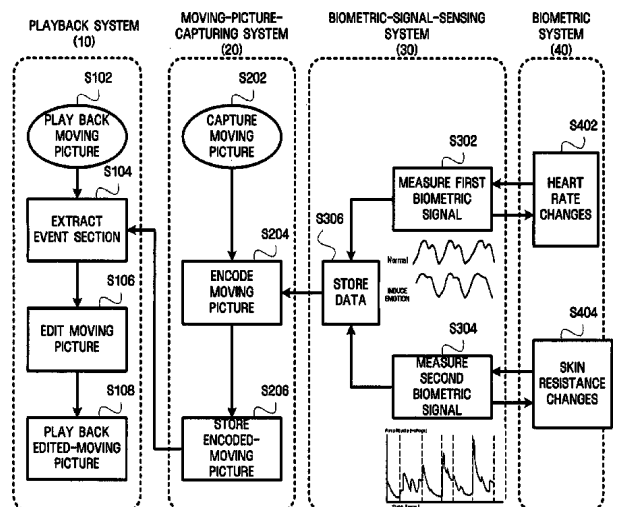 PLAYBACK SYSTEM
(10)
MOVING-PICTURE-
CAPTURING SYSTEM
(20)
BIOMETRIC-SIGNAL-SENSING
SYSTEM
(30)
BIOMETRIC
SYSTEM
(40)
S102
PLAY BACK
MOVING
PICTURE
S104
EXTRACT
EVENT SECTION
S106
EDIT MOVING
PICTURE
S108
PLAY BACK
EDITED-MOVING
PICTURE
S202
CAPTURE
MOVING
PICTURE
S204
ENCODE
MOVING
PICTURE
S206
STORE
ENCODED-
MOVING
PICTURE
S306
STORE
DATA
S302
MEASURE FIRST
BIOMETRIC
SIGNAL
Normal
INDUCE
EMOTION
S304
MEASURE
SECOND
BIOMETRIC
SIGNAL
S402
HEART
RATE
CHANGES
S404
SKIN
RESISTANCE
CHANGES